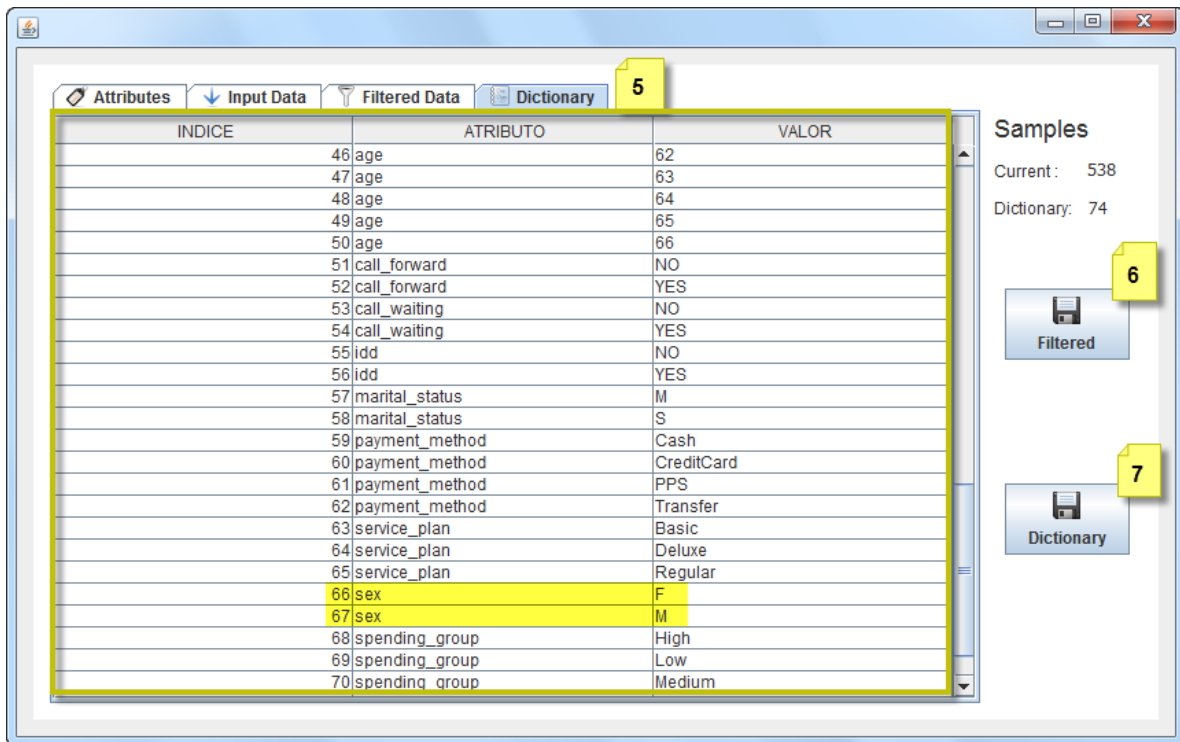 Attributes Input Data Filtered Data Dictionary 5
INDICE ATRIBUTO VALOR
46 age 62
47 age 63
48 age 64
49 age 65
50 age 66
51 call_forward NO
52 call_forward YES
53 call_waiting NO
54 call_waiting YES
55 idd NO
56 idd YES
57 marital_status M
58 marital_status S
59 payment_method Cash
60 payment_method CreditCard
61 payment_method PPS
62 payment_method Transfer
63 service_plan Basic
64 service_plan Deluxe
65 service_plan Regular
66 sex F
67 sex M
68 spending_group High
69 spending_group Low
70 spending_group Medium
Samples
Current : 538
Dictionary: 74
6
Filtered
7
Dictionary